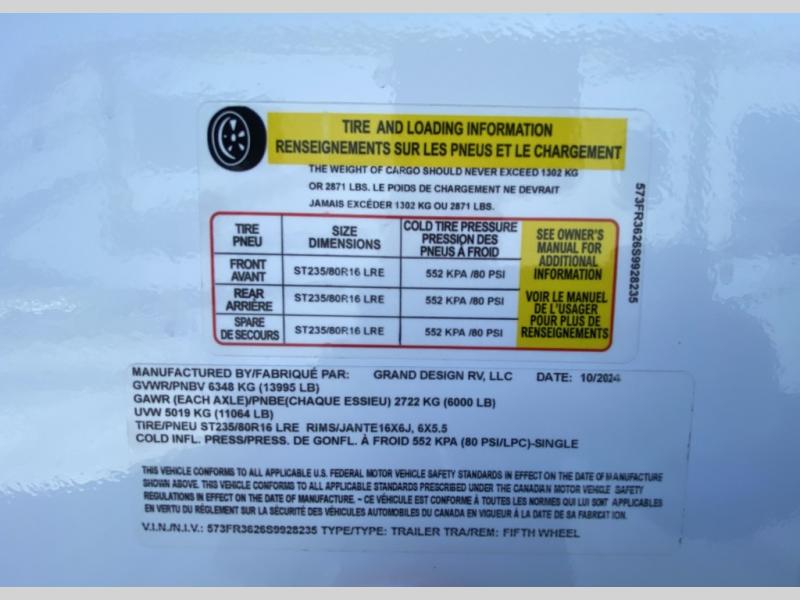 TIRE AND LOADING INFORMATION
RENSEIGNEMENTS SUR LES PNEUS ET LE CHARGEMENT
THE WEIGHT OF CARGO SHOULD NEVER EXCEED 1302 KG
OR 2871 LBS. LE POIDS DE CHARGEMENT NE DEVRAIT
JAMAIS EXCÉDER 1302 KG OU 2871 LBS.
TIRE
PNEU
SIZE
DIMENSIONS
COLD TIRE PRESSURE
PRESSION DES
PNEUS À FROID
FRONT
AVANT
ST235/80R16 LRE
552 KPA /80 PSI
REAR
ARRIÈRE
ST235/80R16 LRE
552 KPA /80 PSI
SPARE
DE SECOURS
ST235/80R16 LRE
552 KPA /80 PSI
SEE OWNER'S
MANUAL FOR
ADDITIONAL
INFORMATION
VOIR LE MANUEL
DE L'USAGER
POUR PLUS DE
RENSEIGNEMENTS
573FR3626S9928235
MANUFACTURED BY/FABRIQUÉ PAR: GRAND DESIGN RV, LLC DATE: 10/2024
GVWR/PNBV 6348 KG (13995 LB)
GAWR (EACH AXLE)/PNBE(CHAQUE ESSIEU) 2722 KG (6000 LB)
UVW 5019 KG (11064 LB)
TIRE/PNEU ST235/80R16 LRE RIMS/JANTE16X6J, 6X5.5
COLD INFL. PRESS/PRESS. DE GONFL. À FROID 552 KPA (80 PSI/LPC)-SINGLE
THIS VEHICLE CONFORMS TO ALL APPLICABLE U.S. FEDERAL MOTOR VEHICLE SAFETY STANDARDS IN EFFECT ON THE DATE OF MANUFACTURE
SHOWN ABOVE. THIS VEHICLE CONFORMS TO ALL APPLICABLE STANDARDS PRESCRIBED UNDER THE CANADIAN MOTOR VEHICLE SAFETY
REGULATIONS IN EFFECT ON THE DATE OF MANUFACTURE. - CE VÉHICULE EST CONFORME À TOUTES LES NORMES QUI LUI SONT APPLICABLES
EN VERTU DU RÈGLEMENT SUR LA SÉCURITÉ DES VÉHICULES AUTOMOBILES DU CANADA EN VIGUEUR À LA DATE DE SA FABRICATION.
V.I.N./N.I.V.: 573FR3626S9928235 TYPE/TYPE: TRAILER TRA/REM: FIFTH WHEEL